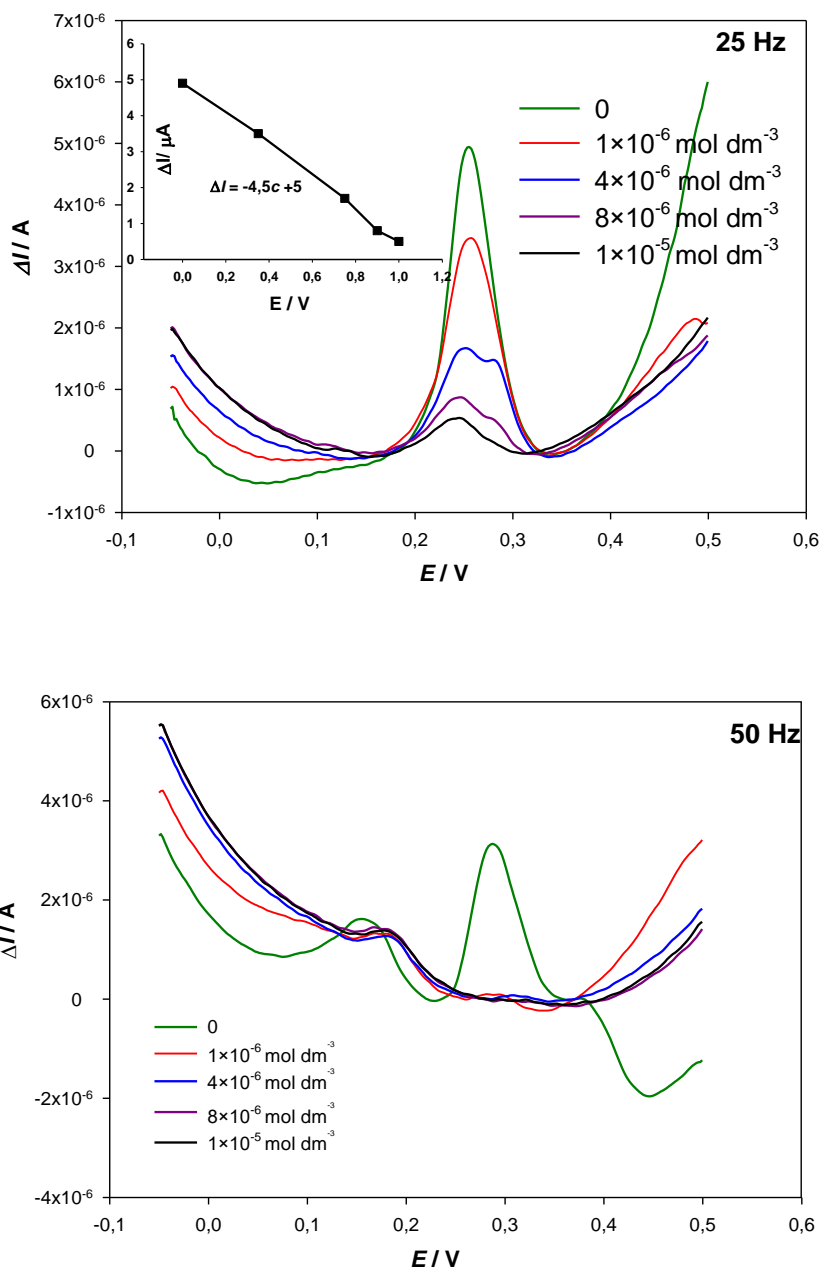 7x10-6
6x10-6
5x10-6
4x10-6
3x10-6
2x10-6
1x10-6
0
-1x10-6
ΔI / A
-0,1 0,0 0,1 0,2 0,3 0,4 0,5 0,6
E / V
25 Hz
0
1×10-6 mol dm-3
4×10-6 mol dm-3
8×10-6 mol dm-3
1×10-5 mol dm-3
6
5
4
3
2
1
0
ΔI/ μA
ΔI = -4,5c +5
0,0 0,2 0,4 0,6 0,8 1,0 1,2
E / V
6x10-6
4x10-6
2x10-6
0
-2x10-6
-4x10-6
ΔI / A
50 Hz
0
1×10-6 mol dm-3
4×10-6 mol dm-3
8×10-6 mol dm-3
1×10-5 mol dm-3
-0,1 0,0 0,1 0,2 0,3 0,4 0,5 0,6
E / V